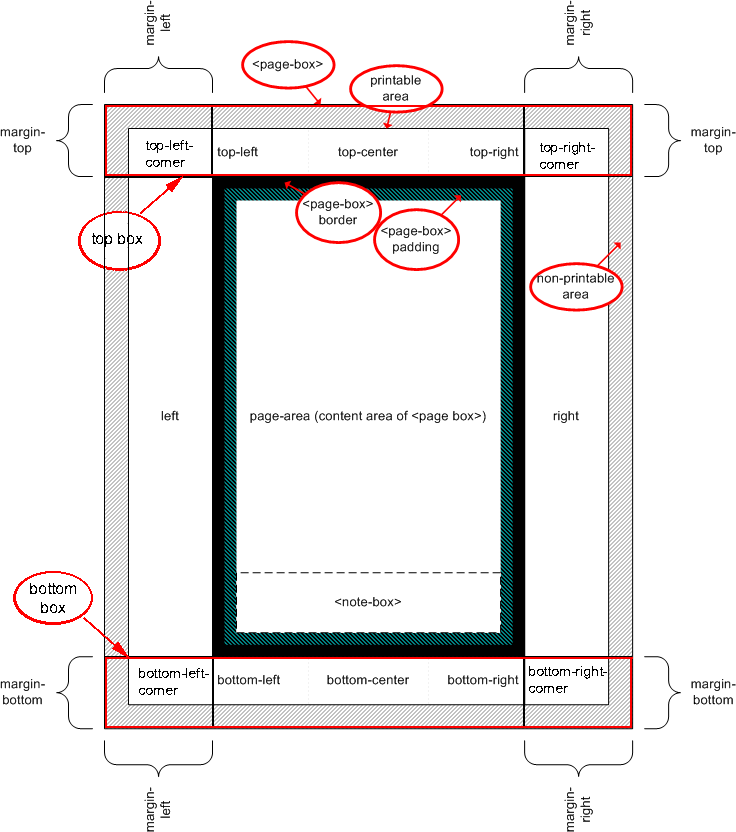 margin-
left
margin-
right
<page-box>
printable
area
margin-
top
top-left-
corner
top-left
top-center
top-right
top-right-
corner
margin-
top
<page-box>
border
<page-box>
padding
top box
non-printable
area
left
page-area (content area of <page box>)
right
bottom
box
<note-box>
margin-
bottom
bottom-left-
corner
bottom-left
bottom-center
bottom-right
bottom-right-
corner
margin-
bottom
margin-
left
margin-
right